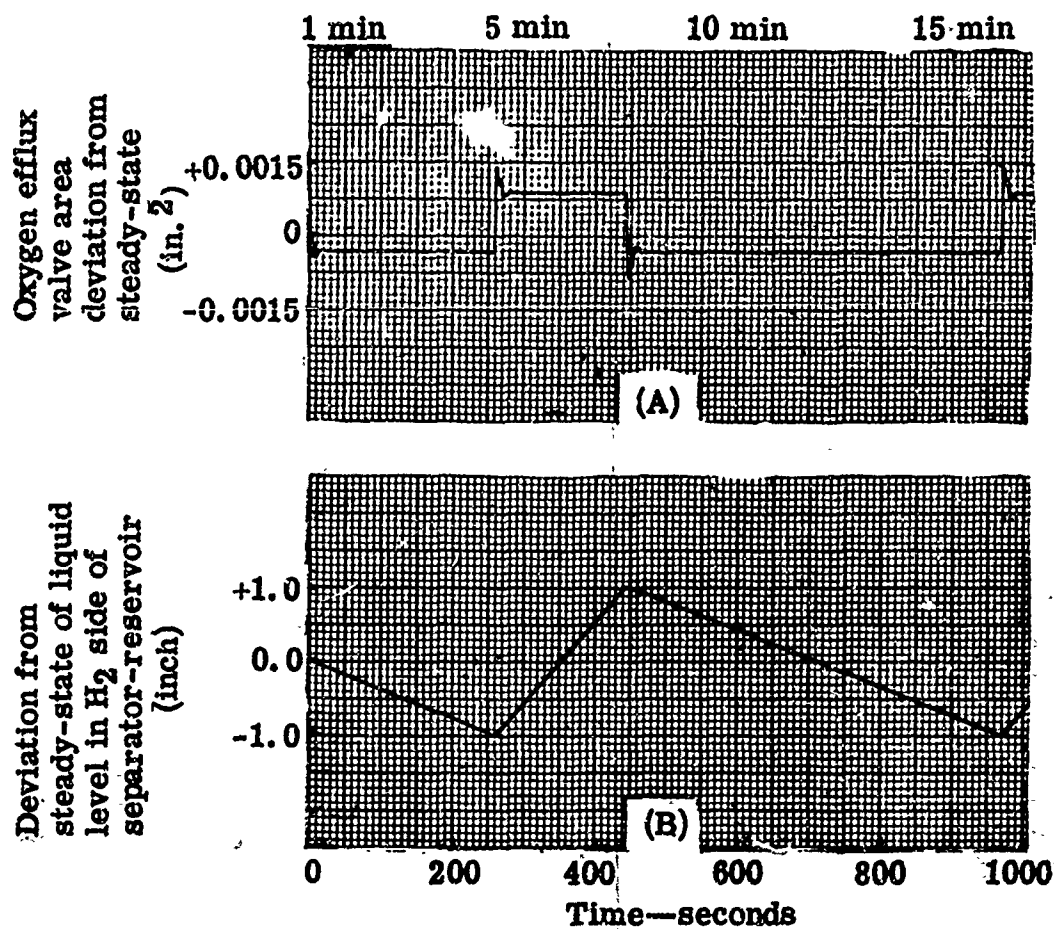 1 min 5 min 10 min 15 min
Oxygen efflux
valve area
deviation from
steady-state
(in.²)
+0.0015
0
-0.0015
(A)
Deviation from
steady-state of liquid
level in H₂ side of
separator-reservoir
(inch)
+1.0
0.0
-1.0
(B)
0 200 400 600 800 1000
Time—seconds